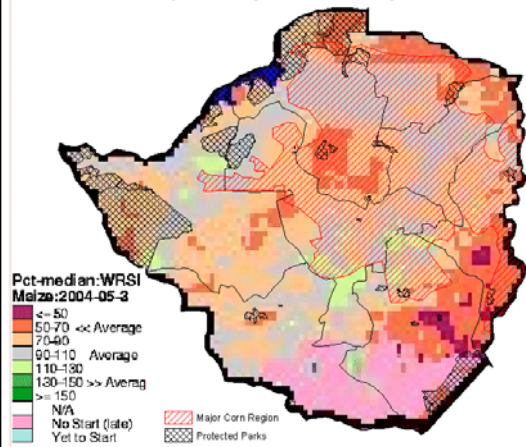 Pct-median:WRSI
Maize:2004-05-3
<= 50
50-70 << Average
70-90
90-110 Average
110-130
130-150 >> Averag
>= 150
N/A
No Start (late)
Yet to Start
Major Corn Region
Protected Parks